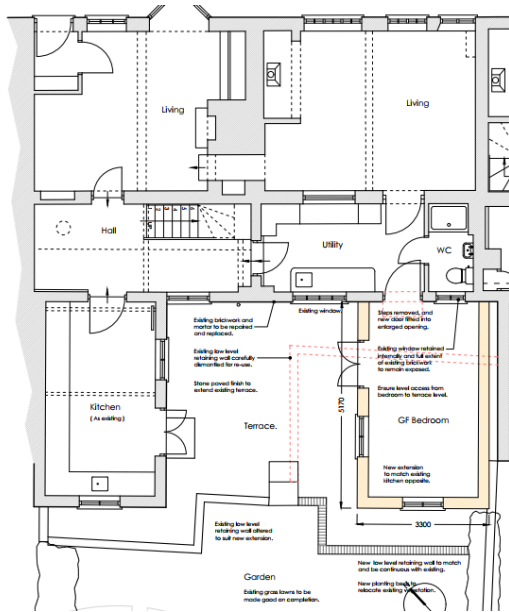 Living
Living
Hall
Utility
WC
Existing brickwork and
mortar to be repaired
and replaced.
Existing low level
retaining wall carefully
dismantled for re-use.
Stone paved finish to
extend existing terrace.
Existing window.
Steps removed, and
new door fitted into
enlarged opening.
Existing window retained
internally and full extent
of existing brickwork
to remain exposed.
Ensure level access from
bedroom to terrace level.
Kitchen
( As existing )
Terrace.
5170
GF Bedroom
New extension
to match existing
kitchen opposite.
3300
Existing low level
retaining wall altered
to suit new extension.
Garden
Existing grass lawns to be
made good on completion.
New low level retaining wall to match
and be continuous with existing.
New planting beds to
relocate existing vegetation.